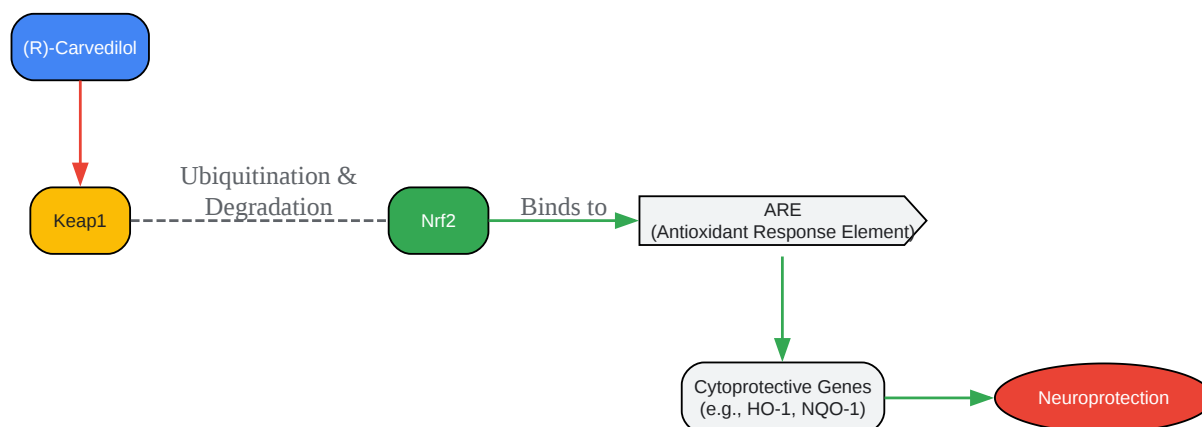 (R)-Carvedilol
Ubiquitination &
Degradation
Keap1
Nrf2
Binds to
ARE
(Antioxidant Response Element)
Cytoprotective Genes
(e.g., HO-1, NQO-1)
Neuroprotection